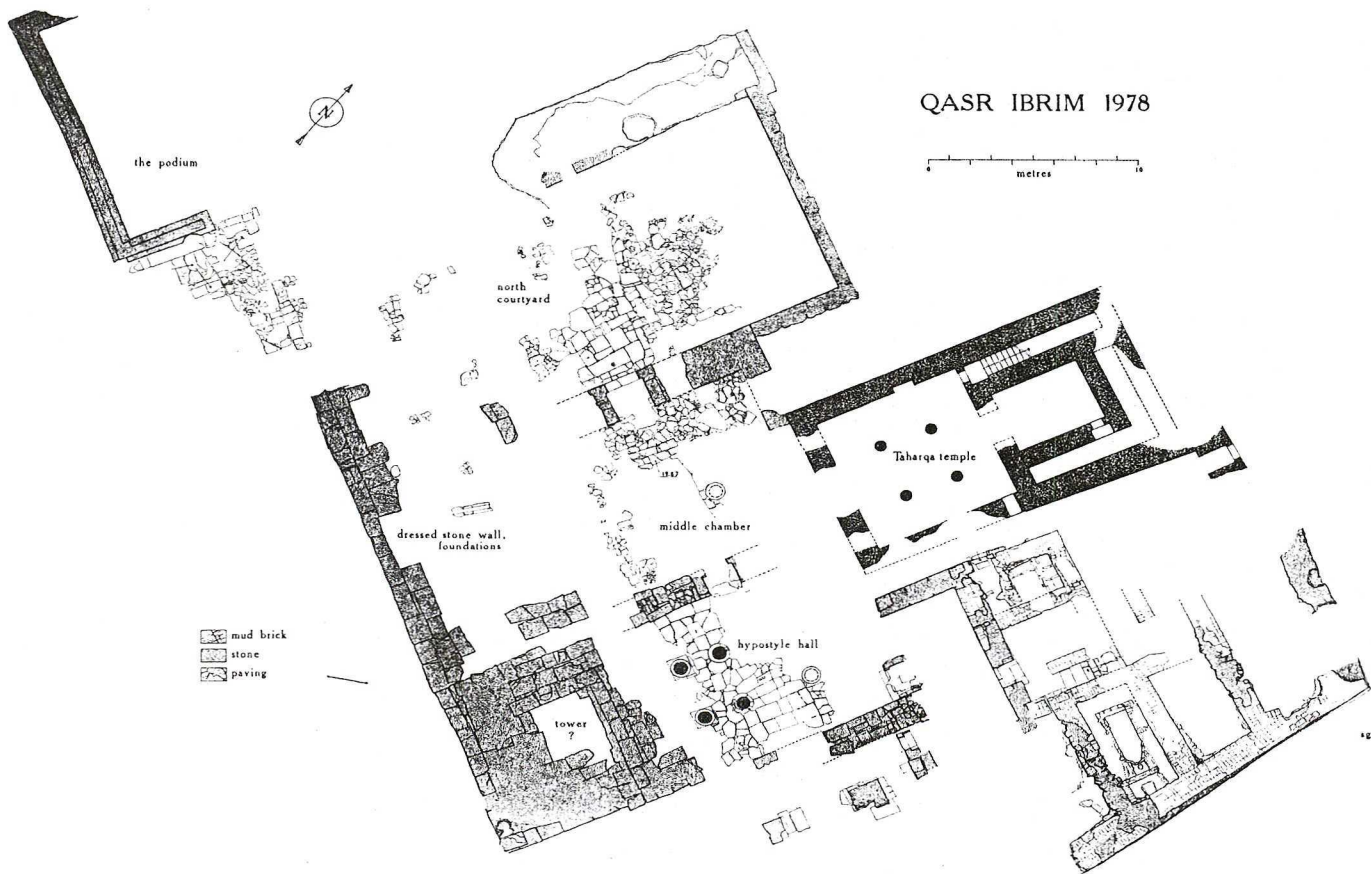 QASR IBRIM 1978
0 10
metres
N
the podium
north
courtyard
Taharqa temple
middle chamber
dressed stone wall,
foundations
mud brick
stone
paving
hypostyle hall
tower
?